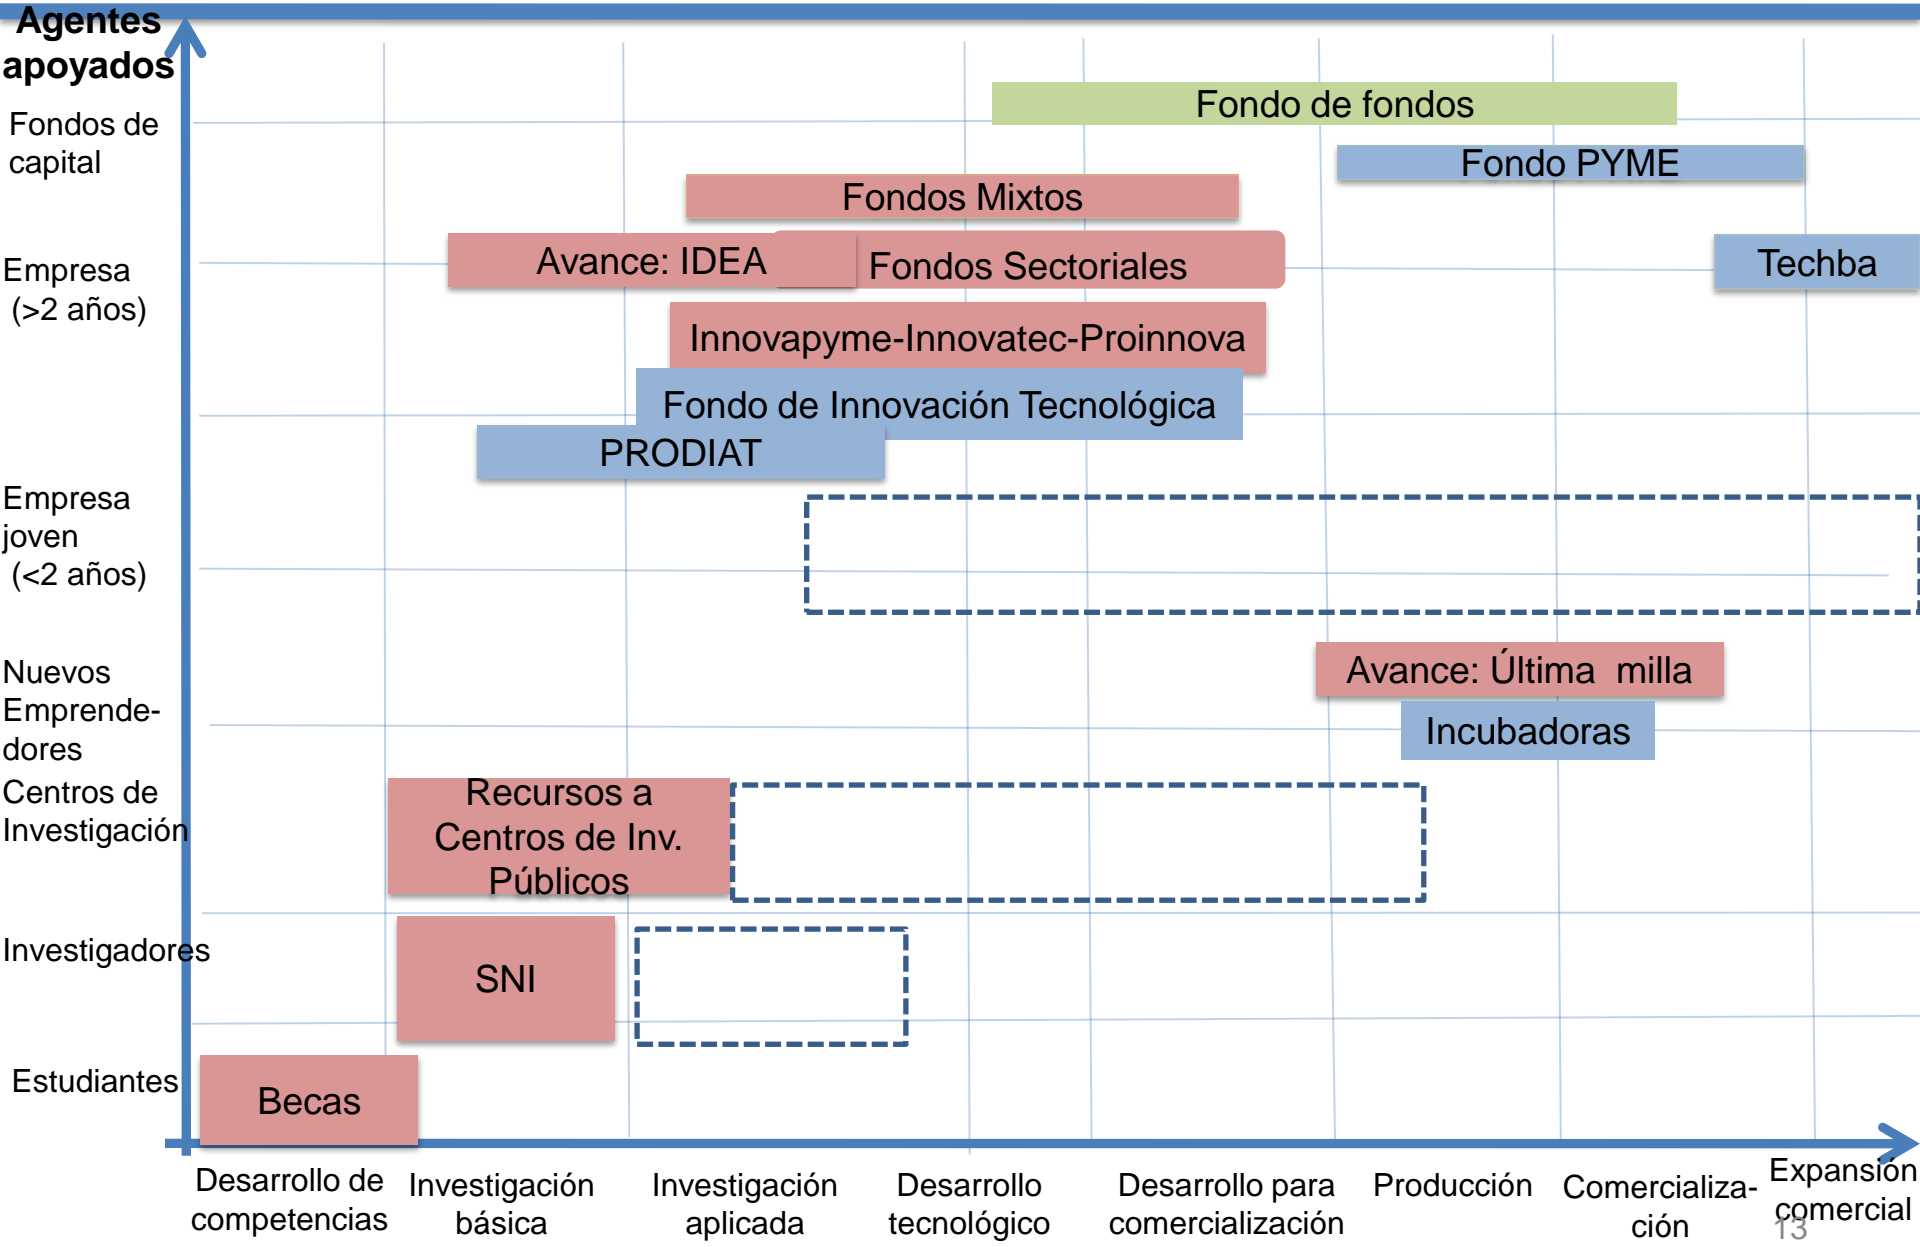 Agentes
apoyados
Fondos de
capital
Fondo de fondos
Fondo PYME
Fondos Mixtos
Empresa
(>2 años)
Avance: IDEA
Fondos Sectoriales
Techba
Innovapyme-Innovatec-Proinnova
Fondo de Innovación Tecnológica
PRODIAT
Empresa
joven
(<2 años)
Nuevos
Emprende-
dores
Avance: Última milla
Incubadoras
Centros de
Investigación
Recursos a
Centros de Inv.
Públicos
Investigadores
SNI
Estudiantes
Becas
Desarrollo de
competencias
Investigación
básica
Investigación
aplicada
Desarrollo
tecnológico
Desarrollo para
comercialización
Producción
Comercializa-
ción
Expansión
comercial
13